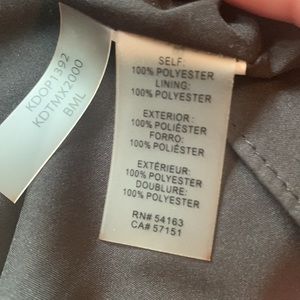 KDOP1392
KDTMX2000
BML
SELF:
100% POLYESTER
LINING:
100% POLYESTER
EXTERIOR :
100% POLIÉSTER
FORRO:
100% POLIÉSTER
EXTÉRIEUR:
100% POLYESTER
DOUBLURE:
100% POLYESTER
RN# 54163
CA# 57151